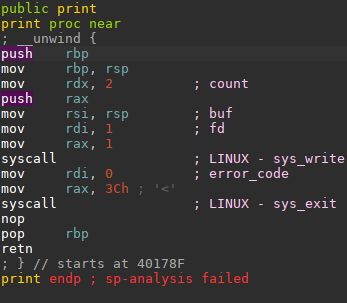 public print
print proc near
; __unwind {
push rbp
mov rbp, rsp
mov rdx, 2 ; count
push rax
mov rsi, rsp ; buf
mov rdi, 1 ; fd
mov rax, 1
syscall ; LINUX - sys_write
mov rdi, 0 ; error_code
mov rax, 3Ch ; '<'
syscall ; LINUX - sys_exit
nop
pop rbp
retn
; } // starts at 40178F
print endp ; sp-analysis failed